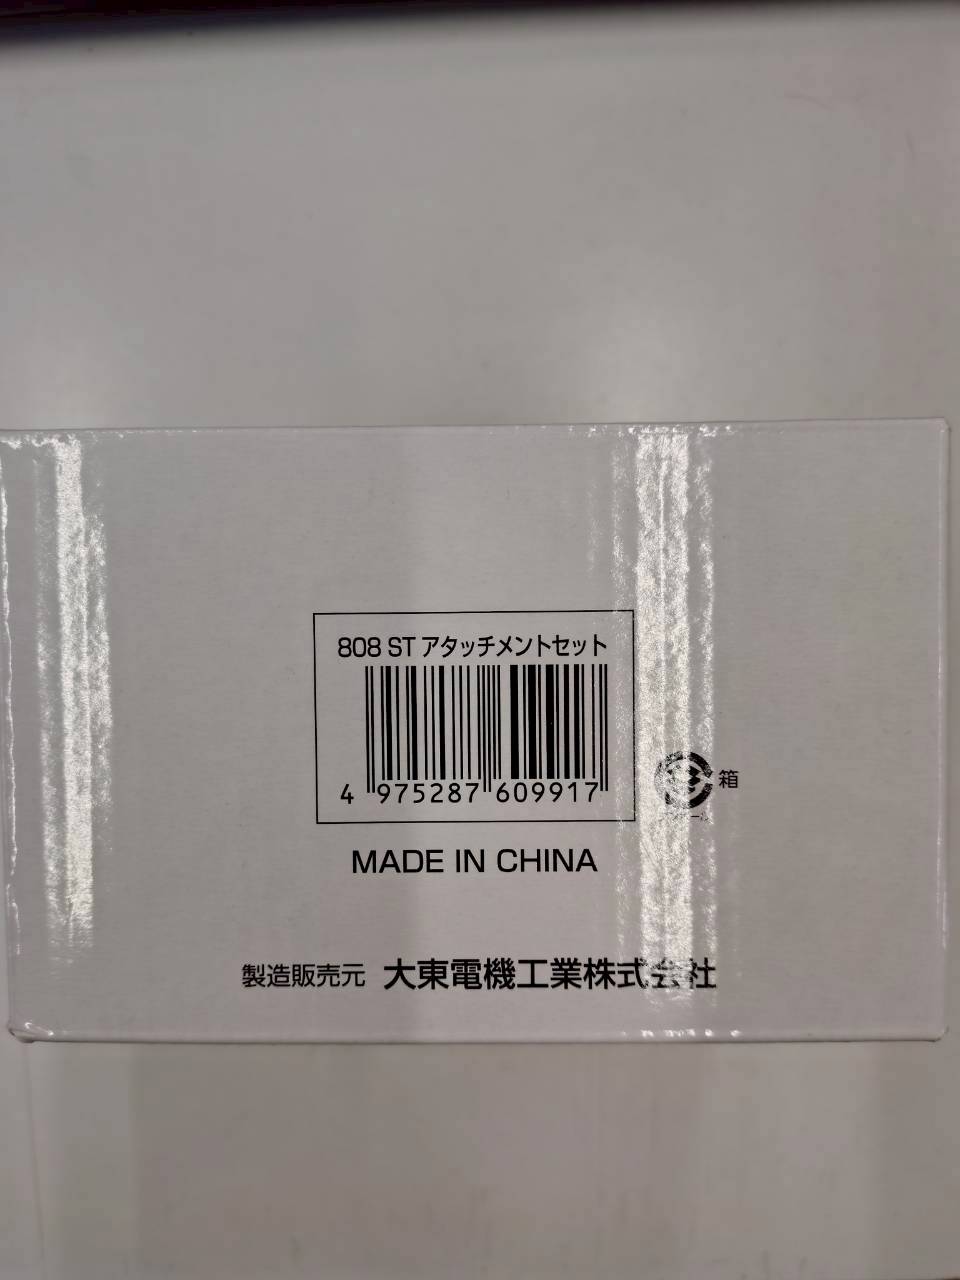 808 ST アタッチメントセット
4 975287 609917
箱
MADE IN CHINA
製造販売元 大東電機工業株式会社